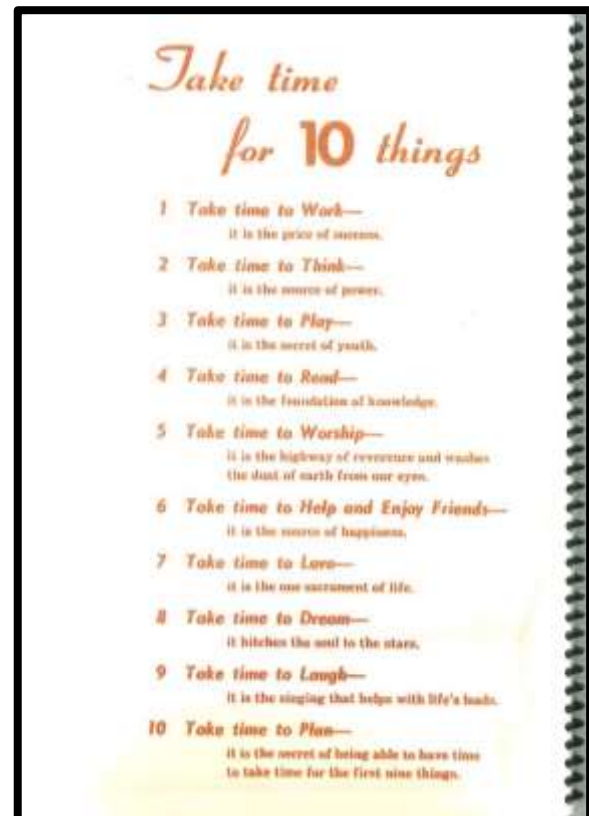 Take time
for 10 things
1 Take time to Work—
it is the price of success.
2 Take time to Think—
it is the source of power.
3 Take time to Play—
it is the secret of youth.
4 Take time to Read—
it is the foundation of knowledge.
5 Take time to Worship—
it is the highway of reverence and washes
the dust of earth from our eyes.
6 Take time to Help and Enjoy Friends—
it is the source of happiness.
7 Take time to Love—
it is the one sacrament of life.
8 Take time to Dream—
it hitches the soul to the stars.
9 Take time to Laugh—
it is the singing that helps with life's loads.
10 Take time to Plan—
it is the secret of being able to have time
to take time for the first nine things.